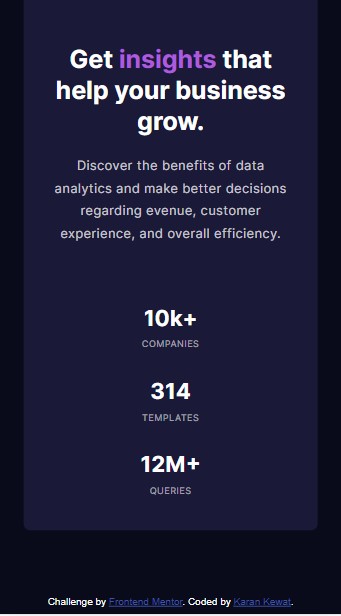 Get insights that
help your business
grow.
Discover the benefits of data
analytics and make better decisions
regarding evenue, customer
experience, and overall efficiency.
10k+
COMPANIES
314
TEMPLATES
12M+
QUERIES
Challenge by Frontend Mentor. Coded by Karan Kewat.